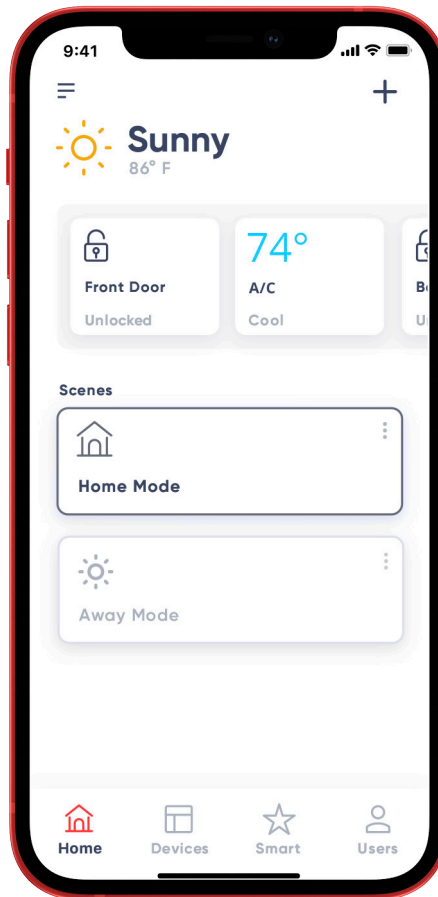 9:41
Sunny
86° F
74°
Front Door
A/C
Unlocked
Cool
Scenes
Home Mode
Away Mode
Home
Devices
Smart
Users